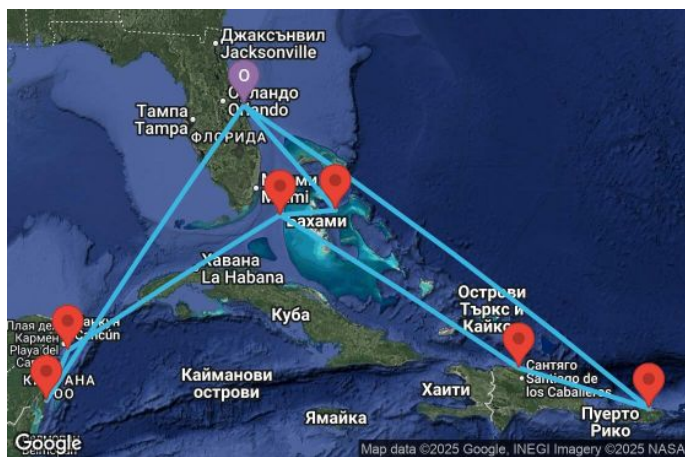 Джаксънвил
Jacksonville
O
Орландо
Orlando
Тампа
Tampa
ФЛОРИДА
Miami
Бахами
Хавана
La Habana
Куба
Острови
Търкс и
Кайкос
Плая дел
Кармен
Playa del
Cancún
Кайманови
острови
Ямайка
Хаити
Сантяго
Santiago de
los Caballeros
Пуерто
Рико
Google
Map data ©2025 Google, INEGI Imagery ©2025 NASA